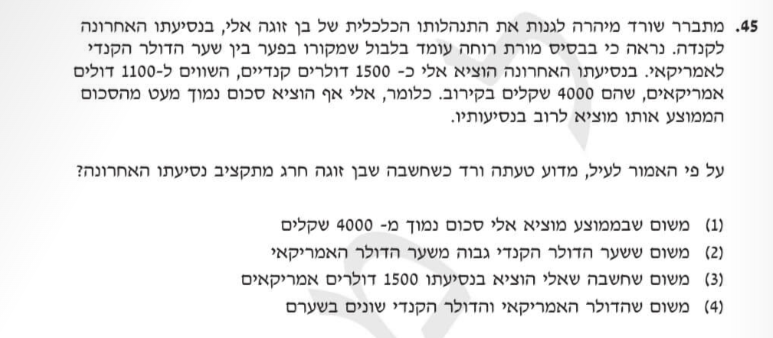 45. מתברר שורד מיהרה לגנות את התנהלותו הכלכלית של בן זוגה אלי, בנסיעתו האחרונה
לקנדה. נראה כי בבסיס מורת רוחה עומד בלבול שמקורו בפער בין שער הדולר הקנדי
לאמריקאי. בנסיעתו האחרונה הוציא אלי כ- 1500 דולרים קנדיים, השווים ל-1100 דולים
אמריקאים, שהם 4000 שקלים בקירוב. כלומר, אלי אף הוציא סכום נמוך מעט מהסכום
הממוצע אותו מוציא לרוב בנסיעותיו.
על פי האמור לעיל, מדוע טעתה ורד כשחשבה שבן זוגה חרג מתקציב נסיעתו האחרונה?
(1) משום שבממוצע מוציא אלי סכום נמוך מ- 4000 שקלים
(2) משום ששער הדולר הקנדי גבוה משער הדולר האמריקאי
(3) משום שחשבה שאלי הוציא בנסיעתו 1500 דולרים אמריקאים
(4) משום שהדולר האמריקאי והדולר הקנדי שונים בשערם